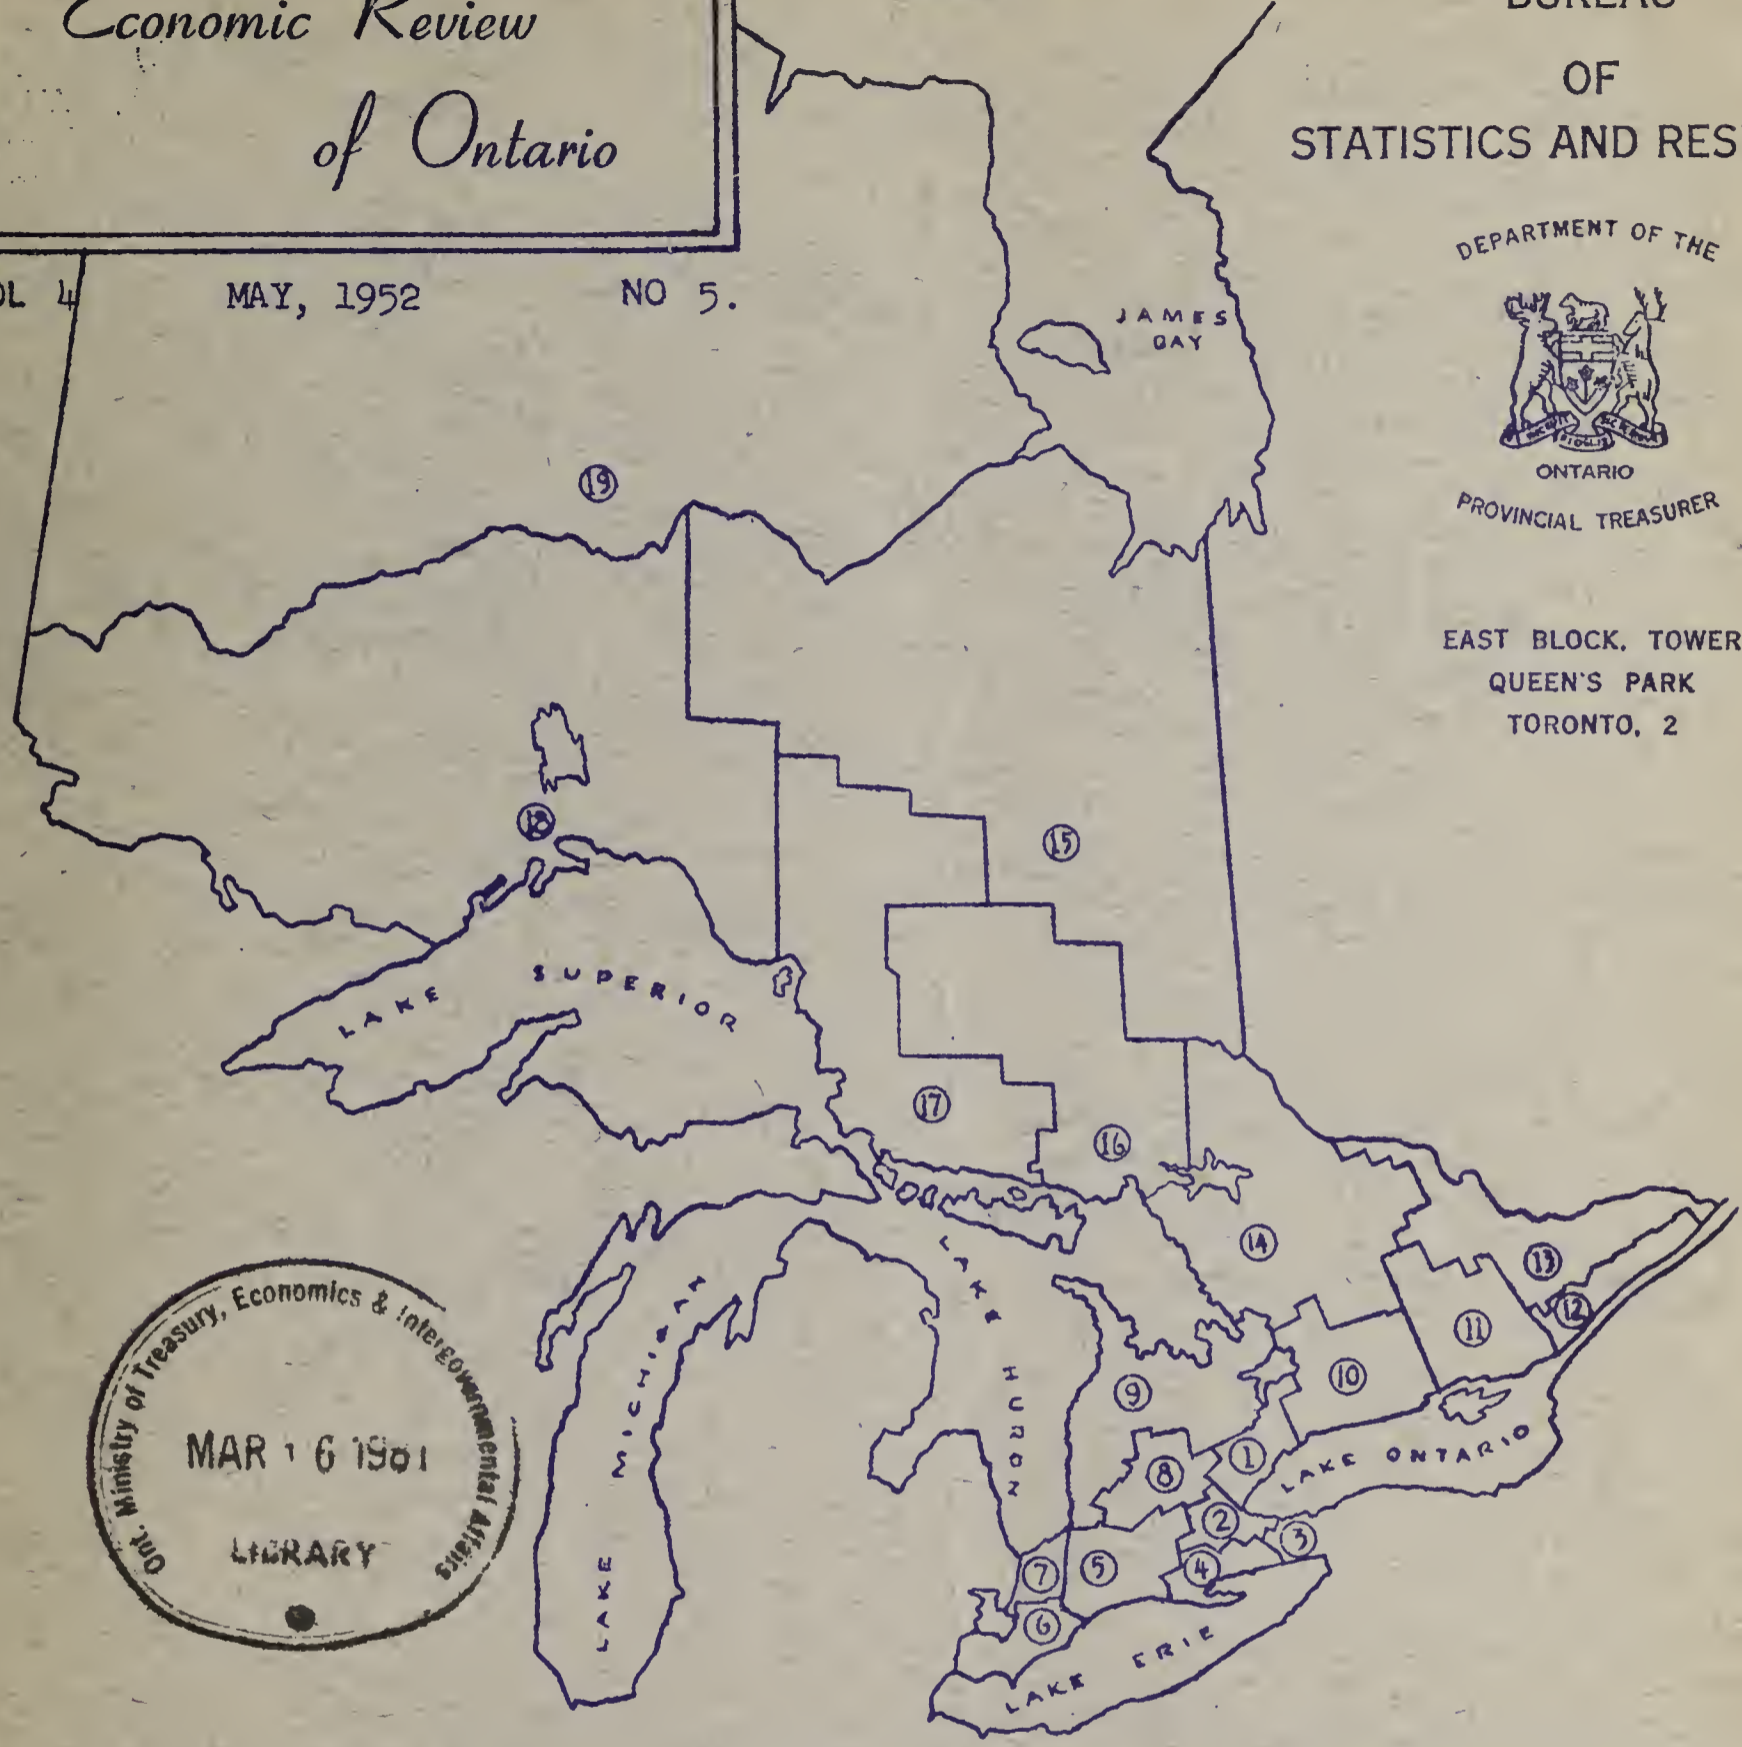 Economic Review
of Ontario
BUREAU
OF
STATISTICS AND RES
DEPARTMENT OF THE
ONTARIO
PROVINCIAL TREASURER
EAST BLOCK. TOWER
QUEEN'S PARK
TORONTO. 2
OL 4 MAY, 1952 NO 5.
JAMES
BAY
19
18
15
LAKE SUPERIOR
17
16
14
13
12
11
10
9
8
1
2
3
4
5
7
6
LAKE MICHIGAN
LAKE HURON
LAKE ONTARIO
LAKE ERIE
Ont. Ministry of Treasury, Economics & Intergovernmental Affairs
MAR 16 1981
LIBRARY